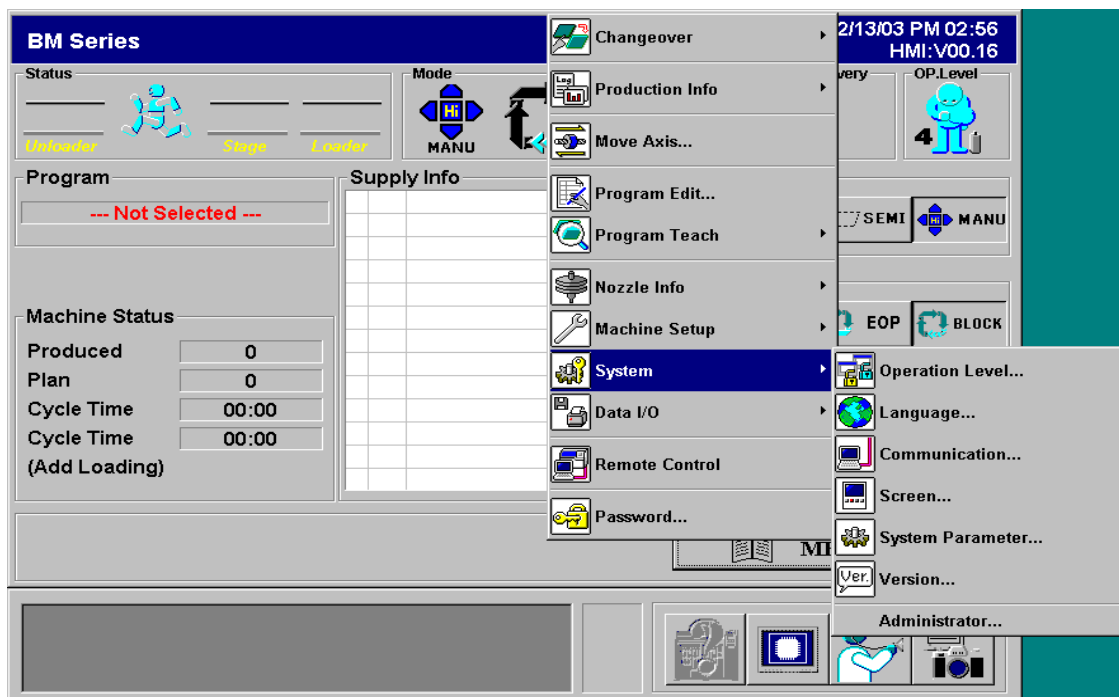 BM Series
2/13/03 PM 02:56
HMI:V00.16
Status
Unloader
Stage
Loader
Mode
Hi
MANU
very
OP.Level
4
Program
--- Not Selected ---
Supply Info
SEMI
Hi
MANU
EOP
BLOCK
Machine Status
Produced 0
Plan 0
Cycle Time 00:00
Cycle Time 00:00
(Add Loading)
Changeover
Log
Production Info
Move Axis...
Program Edit...
Program Teach
Nozzle Info
Machine Setup
System
Data I/O
Remote Control
Password...
Operation Level...
Language...
Communication...
Screen...
System Parameter...
Ver.
Version...
Administrator...